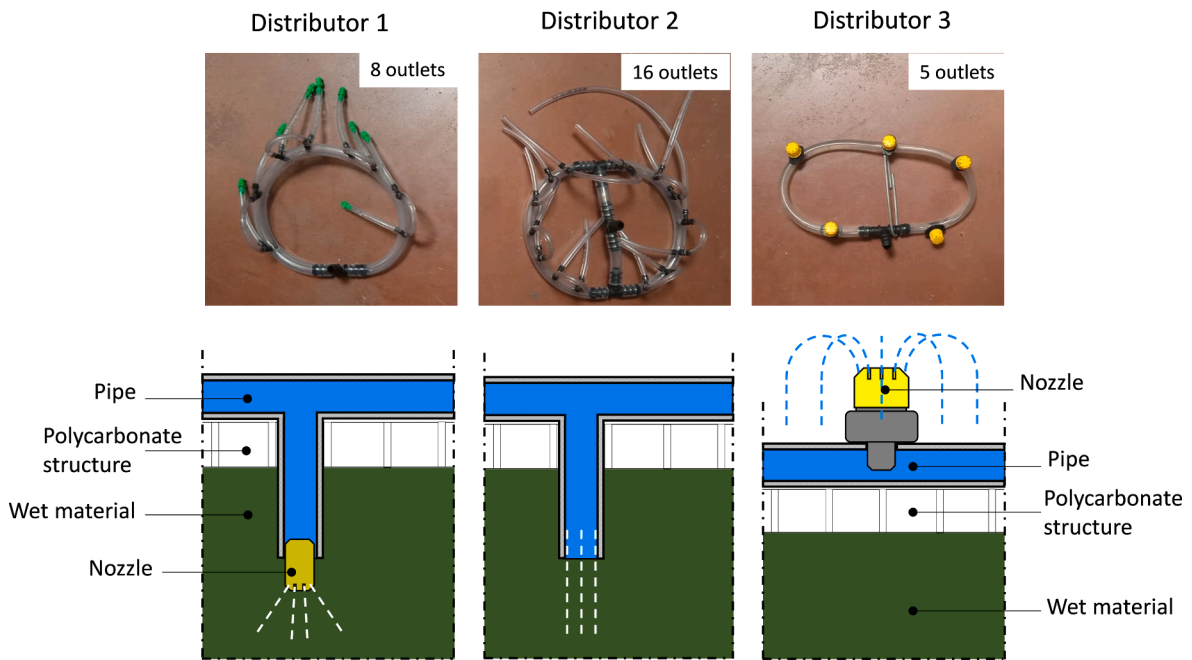 Distributor 1
Distributor 2
Distributor 3
8 outlets
16 outlets
5 outlets
Pipe
Polycarbonate
structure
Wet material
Nozzle
Nozzle
Pipe
Polycarbonate
structure
Wet material